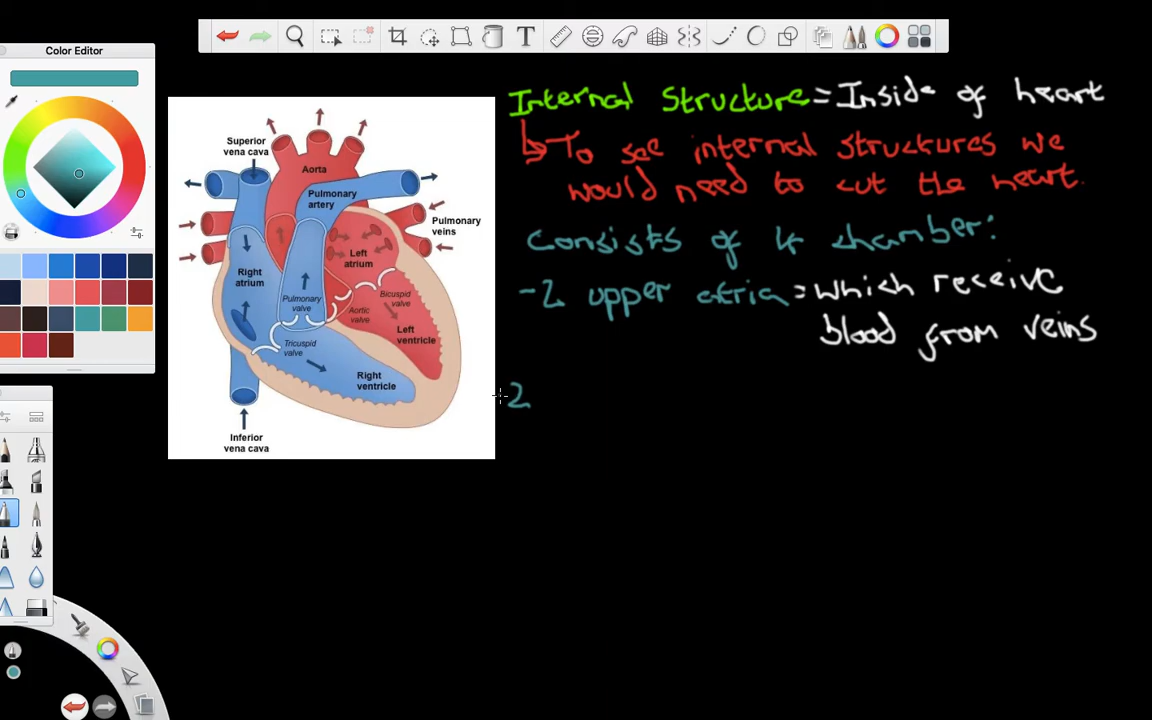 Color Editor
T
Internal Structure = Inside of heart
To see internal structures we
would need to cut the heart.
Consists of 4 chamber:
- 2 upper atria = which receive
blood from veins
2
Superior
vena cava
Aorta
Pulmonary
artery
Pulmonary
veins
Right
atrium
Left
atrium
Pulmonary
valve
Aortic
valve
Bicuspid
valve
Left
ventricle
Tricuspid
valve
Right
ventricle
Inferior
vena cava